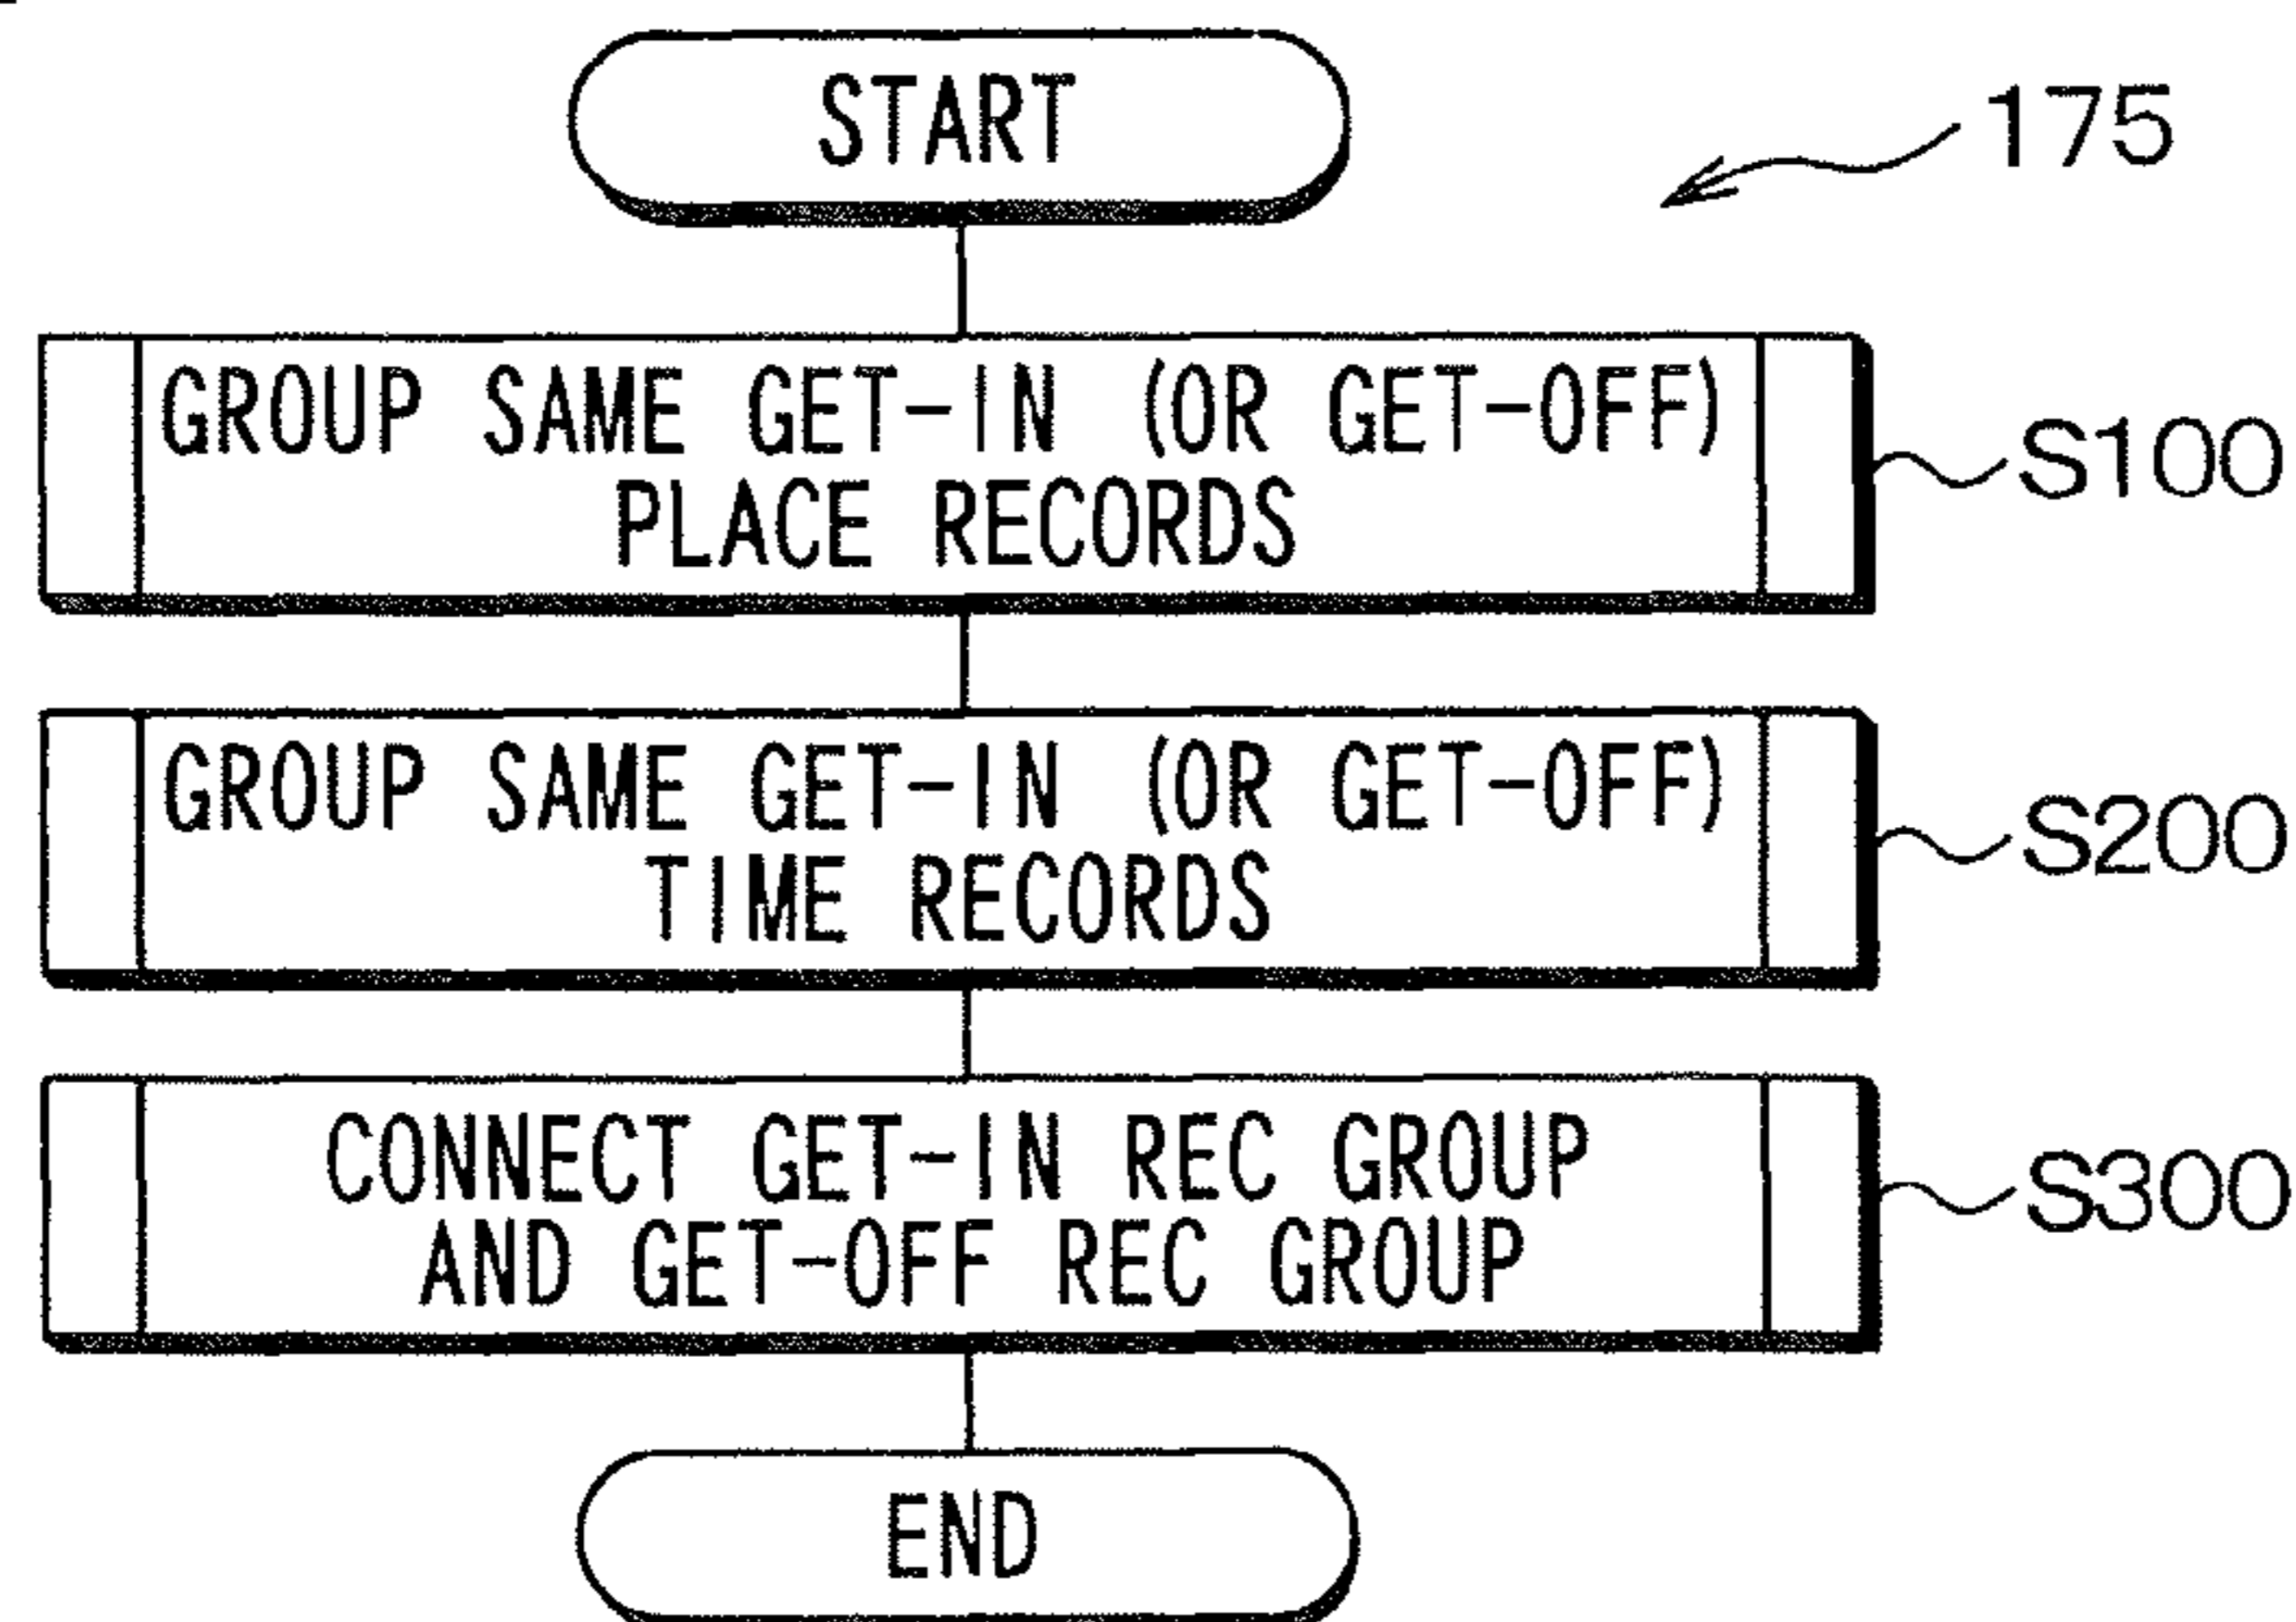 START
175
GROUP SAME GET-IN (OR GET-OFF)
PLACE RECORDS
S100
GROUP SAME GET-IN (OR GET-OFF)
TIME RECORDS
S200
CONNECT GET-IN REC GROUP
AND GET-OFF REC GROUP
S300
END